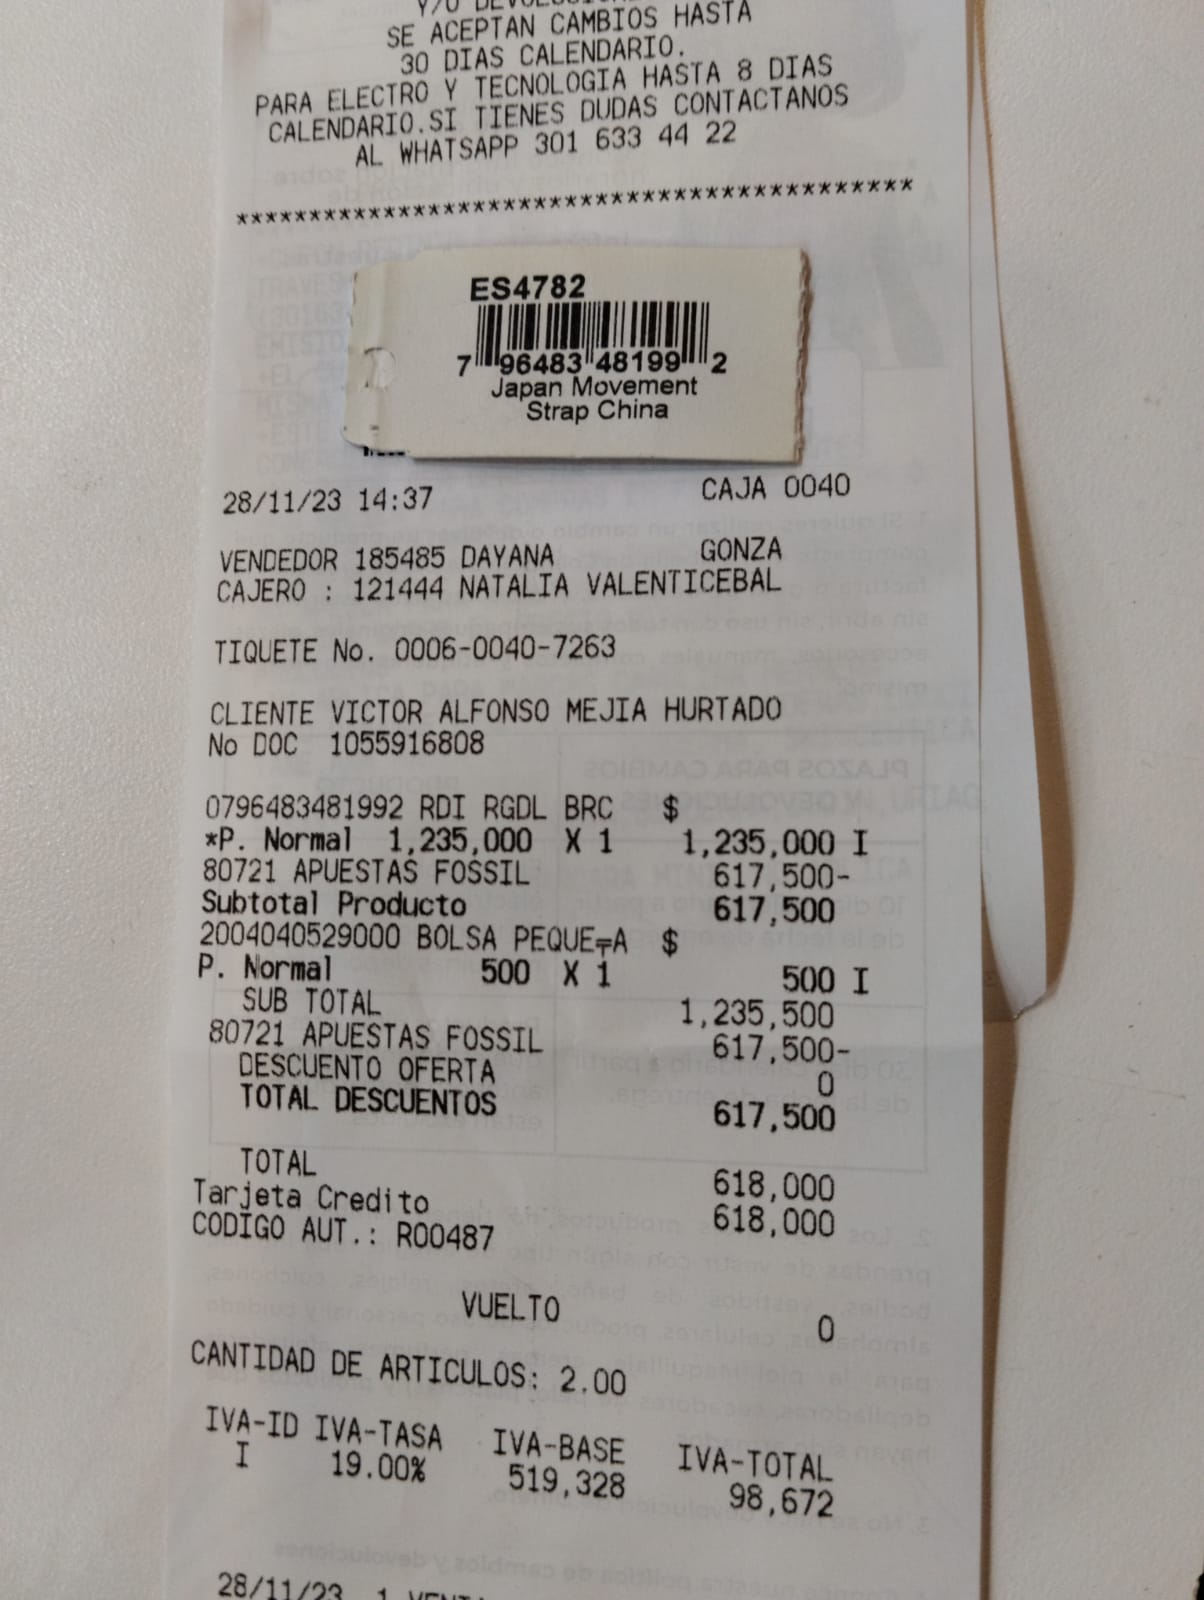 Y/O
SE ACEPTAN CAMBIOS HASTA
30 DIAS CALENDARIO.
PARA ELECTRO Y TECNOLOGIA HASTA 8 DIAS
CALENDARIO.SI TIENES DUDAS CONTACTANOS
AL WHATSAPP 301 633 44 22
******************************************
ES4782
7 96483 48199 2
Japan Movement
Strap China
28/11/23 14:37 CAJA 0040
VENDEDOR 185485 DAYANA GONZA
CAJERO : 121444 NATALIA VALENTICEBAL
TIQUETE No. 0006-0040-7263
CLIENTE VICTOR ALFONSO MEJIA HURTADO
No DOC 1055916808
0796483481992 RDI RGDL BRC $
*P. Normal 1,235,000 X 1 1,235,000 I
80721 APUESTAS FOSSIL 617,500-
Subtotal Producto 617,500
2004040529000 BOLSA PEQUE╤A $
P. Normal 500 X 1 500 I
SUB TOTAL 1,235,500
80721 APUESTAS FOSSIL 617,500-
DESCUENTO OFERTA 0
TOTAL DESCUENTOS 617,500
TOTAL 618,000
Tarjeta Credito 618,000
CODIGO AUT.: R00487
VUELTO 0
CANTIDAD DE ARTICULOS: 2.00
IVA-ID IVA-TASA IVA-BASE IVA-TOTAL
I 19.00% 519,328 98,672
28/11/23 1